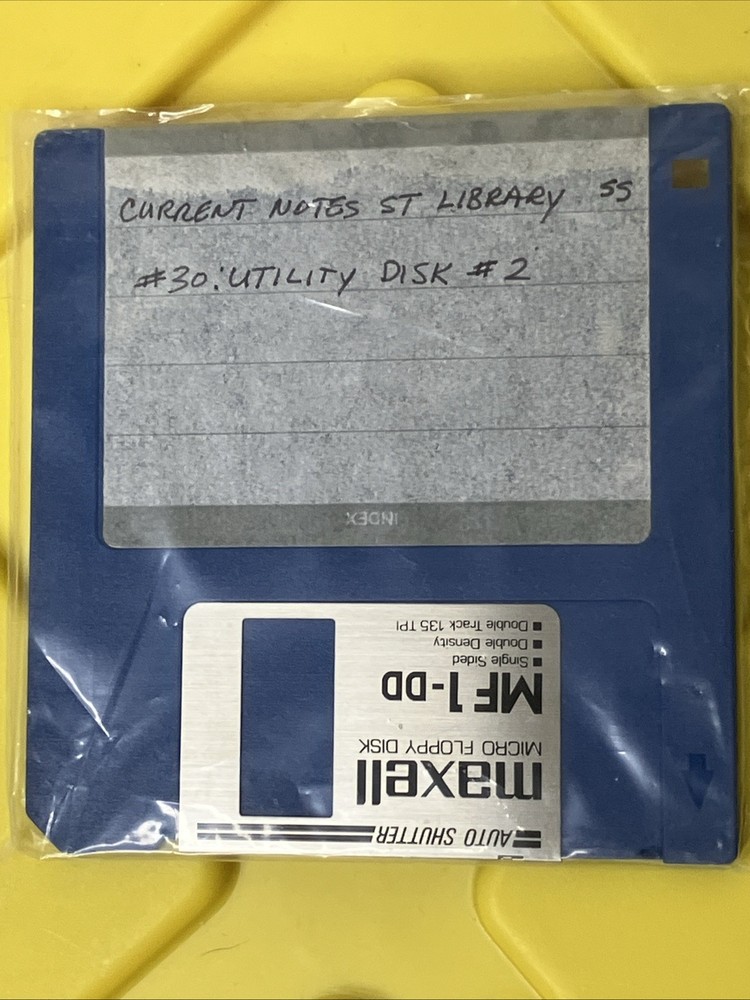 CURRENT NOTES ST LIBRARY SS
#30: UTILITY DISK #2
INDEX
AUTO SHUTTER
maxell
MICRO FLOPPY DISK
MF1-DD
Single Sided
Double Density
Double Track 135 TPI